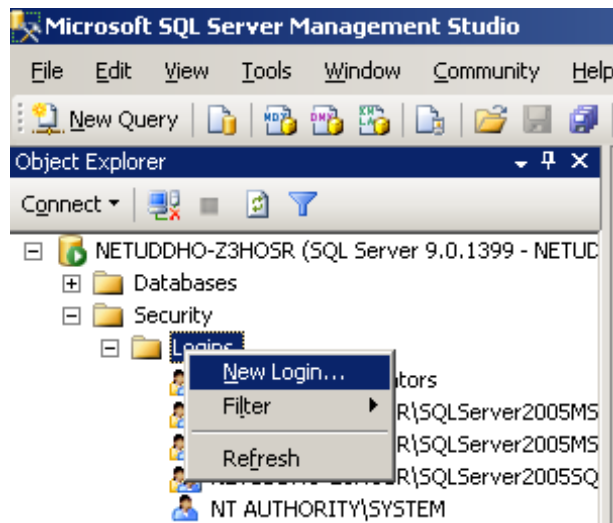 Microsoft SQL Server Management Studio
File Edit View Tools Window Community Help
New Query
Object Explorer
Connect
NETUDDHO-Z3HOSR (SQL Server 9.0.1399 - NETUD
Databases
Security
Logins
New Login...
tors
Filter
R\SQLServer2005MS
R\SQLServer2005MS
Refresh
R\SQLServer2005SQ
NT AUTHORITY\SYSTEM